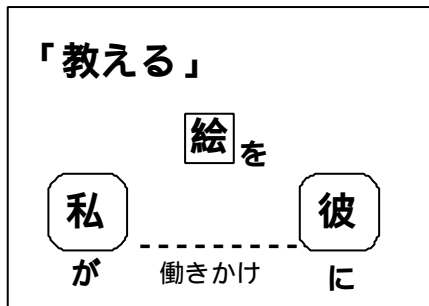 「教える」
絵を
私 彼
が 働きかけ に